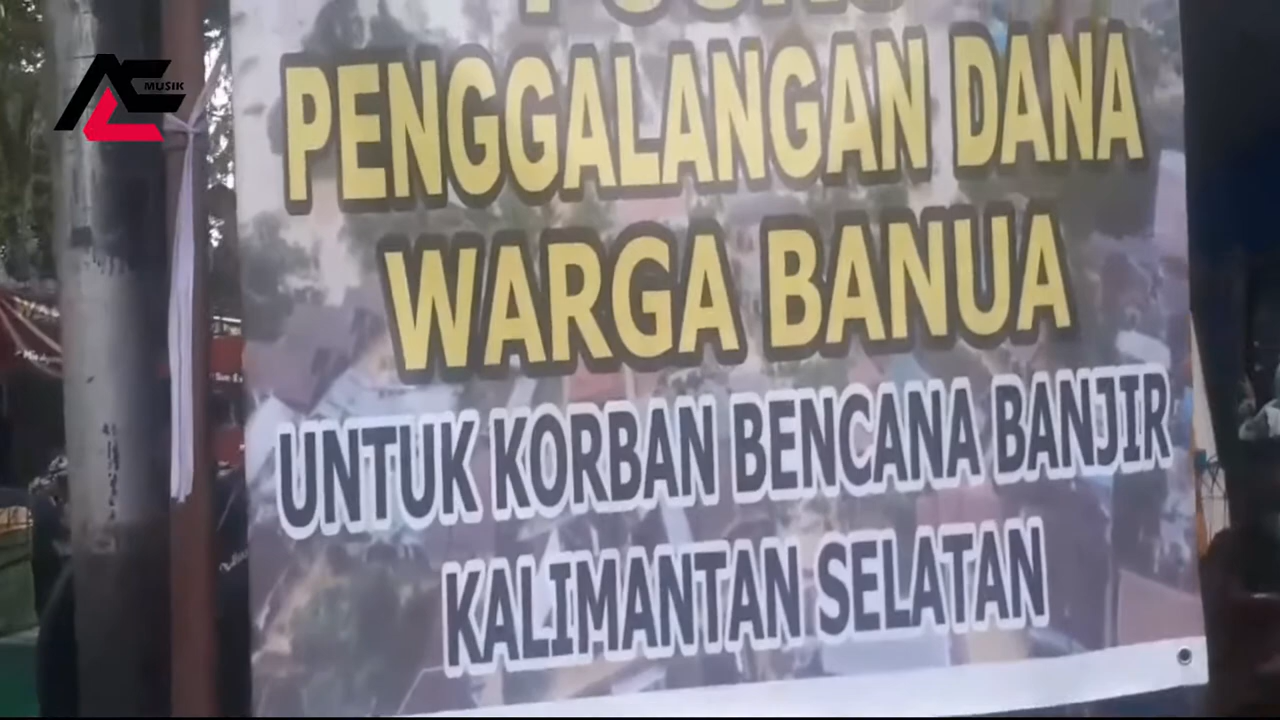 MUSIK
PENGGALANGAN DANA
WARGA BANUA
UNTUK KORBAN BENCANA BANJIR
KALIMANTAN SELATAN